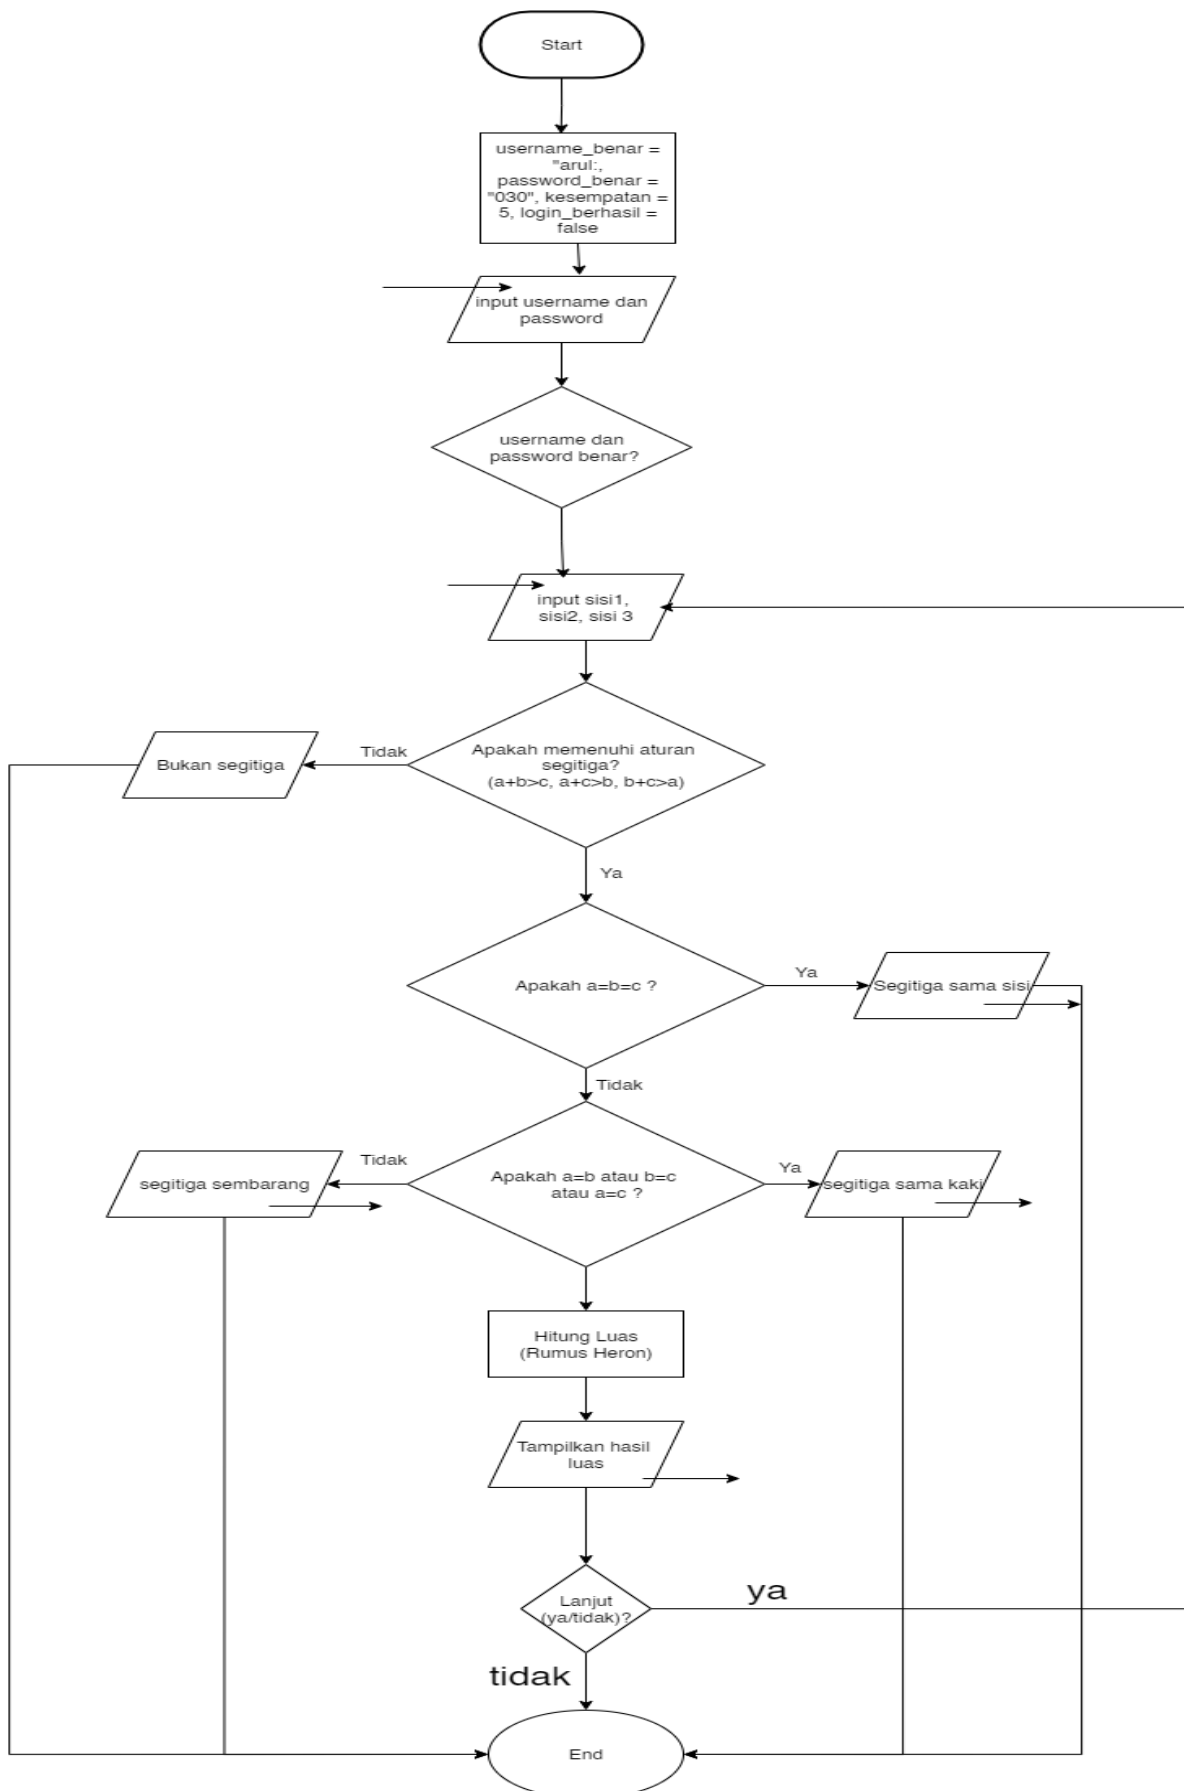 Start
username_benar =
"arul:,
password_benar =
"030", kesempatan =
5, login_berhasil =
false
input username dan
password
username dan
password benar?
input sisi1,
sisi2, sisi 3
Apakah memenuhi aturan
segitiga?
(a+b>c, a+c>b, b+c>a)
Tidak
Bukan segitiga
Ya
Apakah a=b=c ?
Ya
Segitiga sama sisi
Tidak
Apakah a=b atau b=c
atau a=c ?
Tidak
segitiga sembarang
Ya
segitiga sama kaki
Hitung Luas
(Rumus Heron)
Tampilkan hasil
luas
Lanjut
(ya/tidak)?
ya
tidak
End